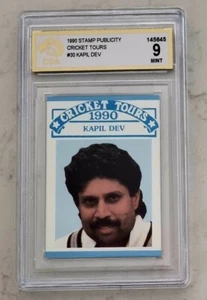 1990 STAMP PUBLICITY
CRICKET TOURS
#30 KAPIL DEV
145845
9
MINT
CRICKET TOURS
1990
KAPIL DEV